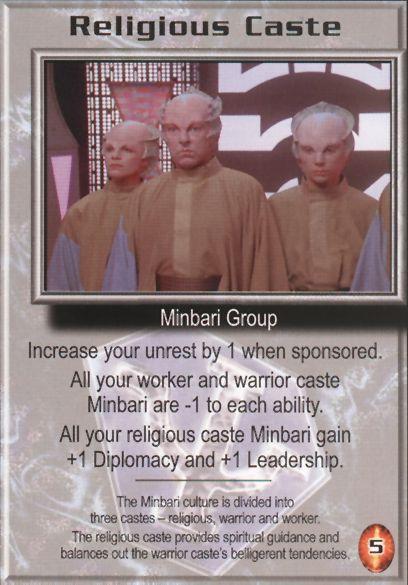 Religious Caste
Minbari Group
Increase your unrest by 1 when sponsored.
All your worker and warrior caste
Minbari are -1 to each ability.
All your religious caste Minbari gain
+1 Diplomacy and +1 Leadership.
The Minbari culture is divided into
three castes – religious, warrior and worker.
The religious caste provides spiritual guidance and
balances out the warrior caste's belligerent tendencies.
5